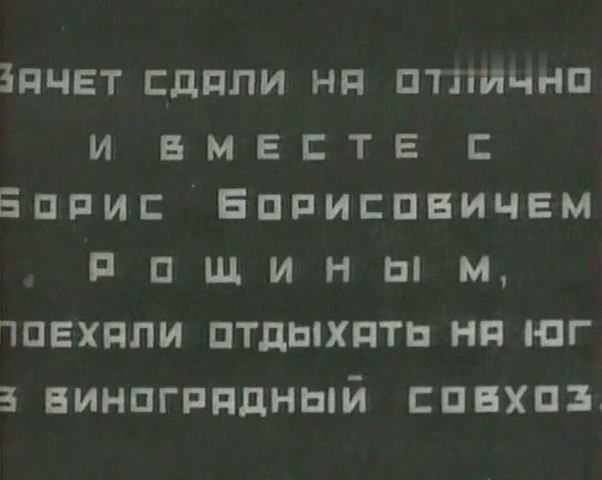 ЗАЧЕТ СДАЛИ НА ОТЛИЧНО
И ВМЕСТЕ С
БОРИС БОРИСОВИЧЕМ
РОЩИНЫМ,
ПОЕХАЛИ ОТДЫХАТЬ НА ЮГ
В ВИНОГРАДНЫЙ СОВХОЗ.